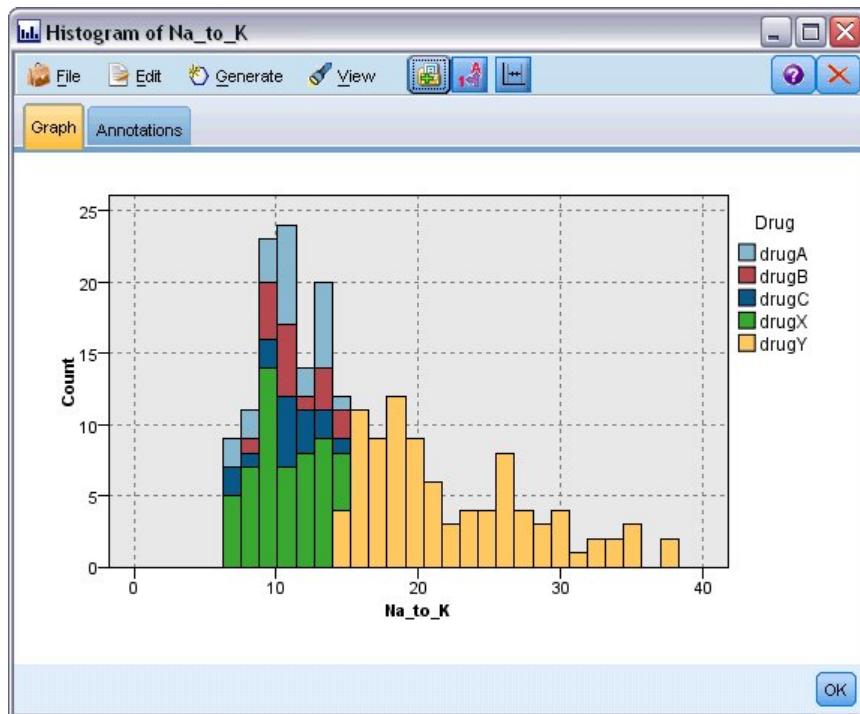 Histogram of Na_to_K
File Edit Generate View
Graph Annotations
25
20
15
10
5
0
Count
0 10 20 30 40
Na_to_K
Drug
drugA
drugB
drugC
drugX
drugY
OK